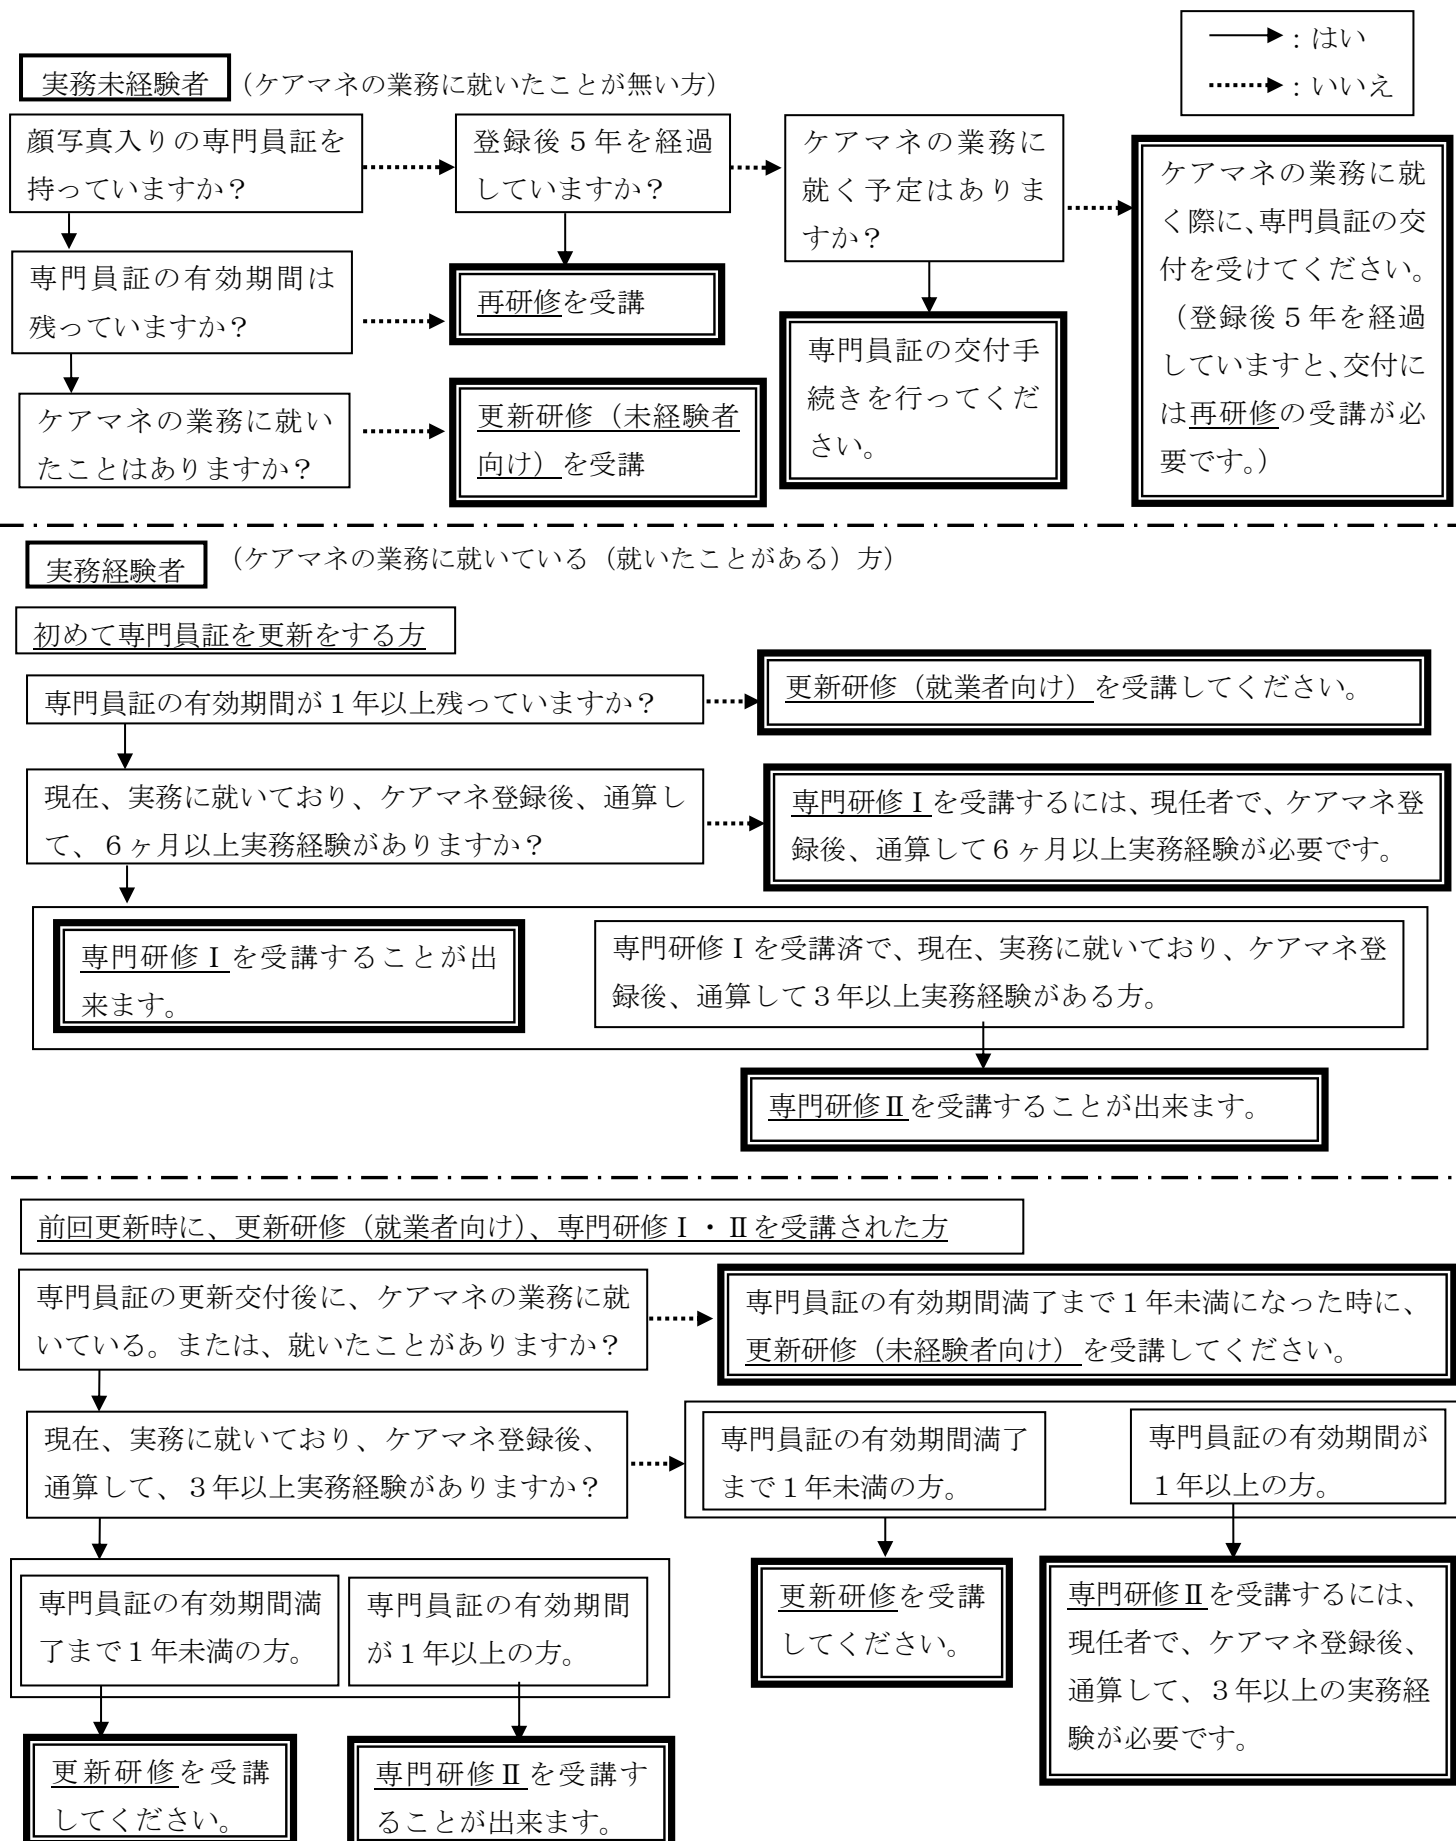 ：はい
：いいえ
実務未経験者
（ケアマネの業務に就いたことが無い方）
顔写真入りの専門員証を
持っていますか？
登録後５年を経過
していますか？
ケアマネの業務に
就く予定はありま
すか？
ケアマネの業務に就
く際に、専門員証の交
付を受けてください。
（登録後５年を経過
していますと、交付に
は再研修の受講が必
要です。）
専門員証の有効期間は
残っていますか？
再研修を受講
専門員証の交付手
続きを行ってくだ
さい。
ケアマネの業務に就い
たことはありますか？
更新研修（未経験者
向け）を受講
実務経験者
（ケアマネの業務に就いている（就いたことがある）方）
初めて専門員証を更新をする方
専門員証の有効期間が１年以上残っていますか？
更新研修（就業者向け）を受講してください。
現在、実務に就いており、ケアマネ登録後、通算し
て、６ヶ月以上実務経験がありますか？
専門研修Ⅰを受講するには、現任者で、ケアマネ登
録後、通算して６ヶ月以上実務経験が必要です。
専門研修Ⅰを受講することが出
来ます。
専門研修Ⅰを受講済で、現在、実務に就いており、ケアマネ登
録後、通算して３年以上実務経験がある方。
専門研修Ⅱを受講することが出来ます。
前回更新時に、更新研修（就業者向け）、専門研修Ⅰ・Ⅱを受講された方
専門員証の更新交付後に、ケアマネの業務に就
いている。または、就いたことがありますか？
専門員証の有効期間満了まで１年未満になった時に、
更新研修（未経験者向け）を受講してください。
現在、実務に就いており、ケアマネ登録後、
通算して、３年以上実務経験がありますか？
専門員証の有効期間満了
まで１年未満の方。
専門員証の有効期間が
１年以上の方。
専門員証の有効期間満
了まで１年未満の方。
専門員証の有効期間
が１年以上の方。
更新研修を受講
してください。
専門研修Ⅱを受講するには、
現任者で、ケアマネ登録後、
通算して、３年以上の実務経
験が必要です。
更新研修を受講
してください。
専門研修Ⅱを受講す
ることが出来ます。